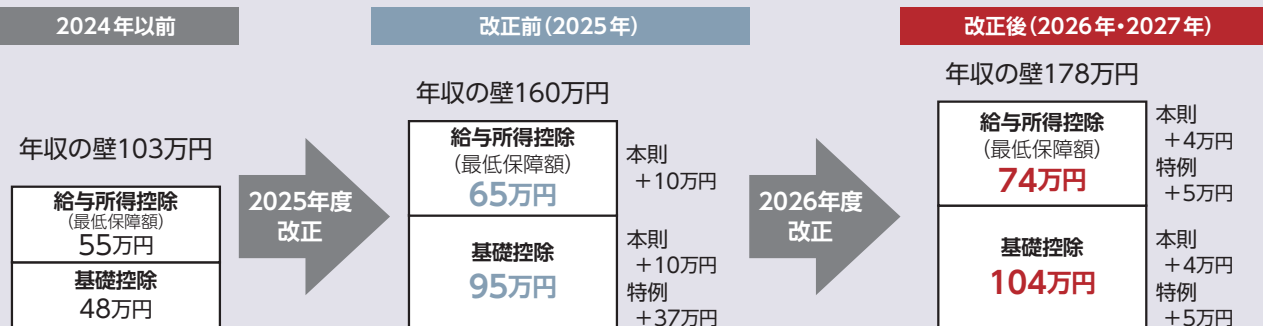 2024年以前
年収の壁103万円
給与所得控除
(最低保障額)
55万円
基礎控除
48万円
2025年度
改正
改正前(2025年)
年収の壁160万円
給与所得控除
(最低保障額)
65万円
本則
+10万円
基礎控除
95万円
本則
+10万円
特例
+37万円
2026年度
改正
改正後(2026年・2027年)
年収の壁178万円
給与所得控除
(最低保障額)
74万円
本則
+4万円
特例
+5万円
基礎控除
104万円
本則
+4万円
特例
+5万円